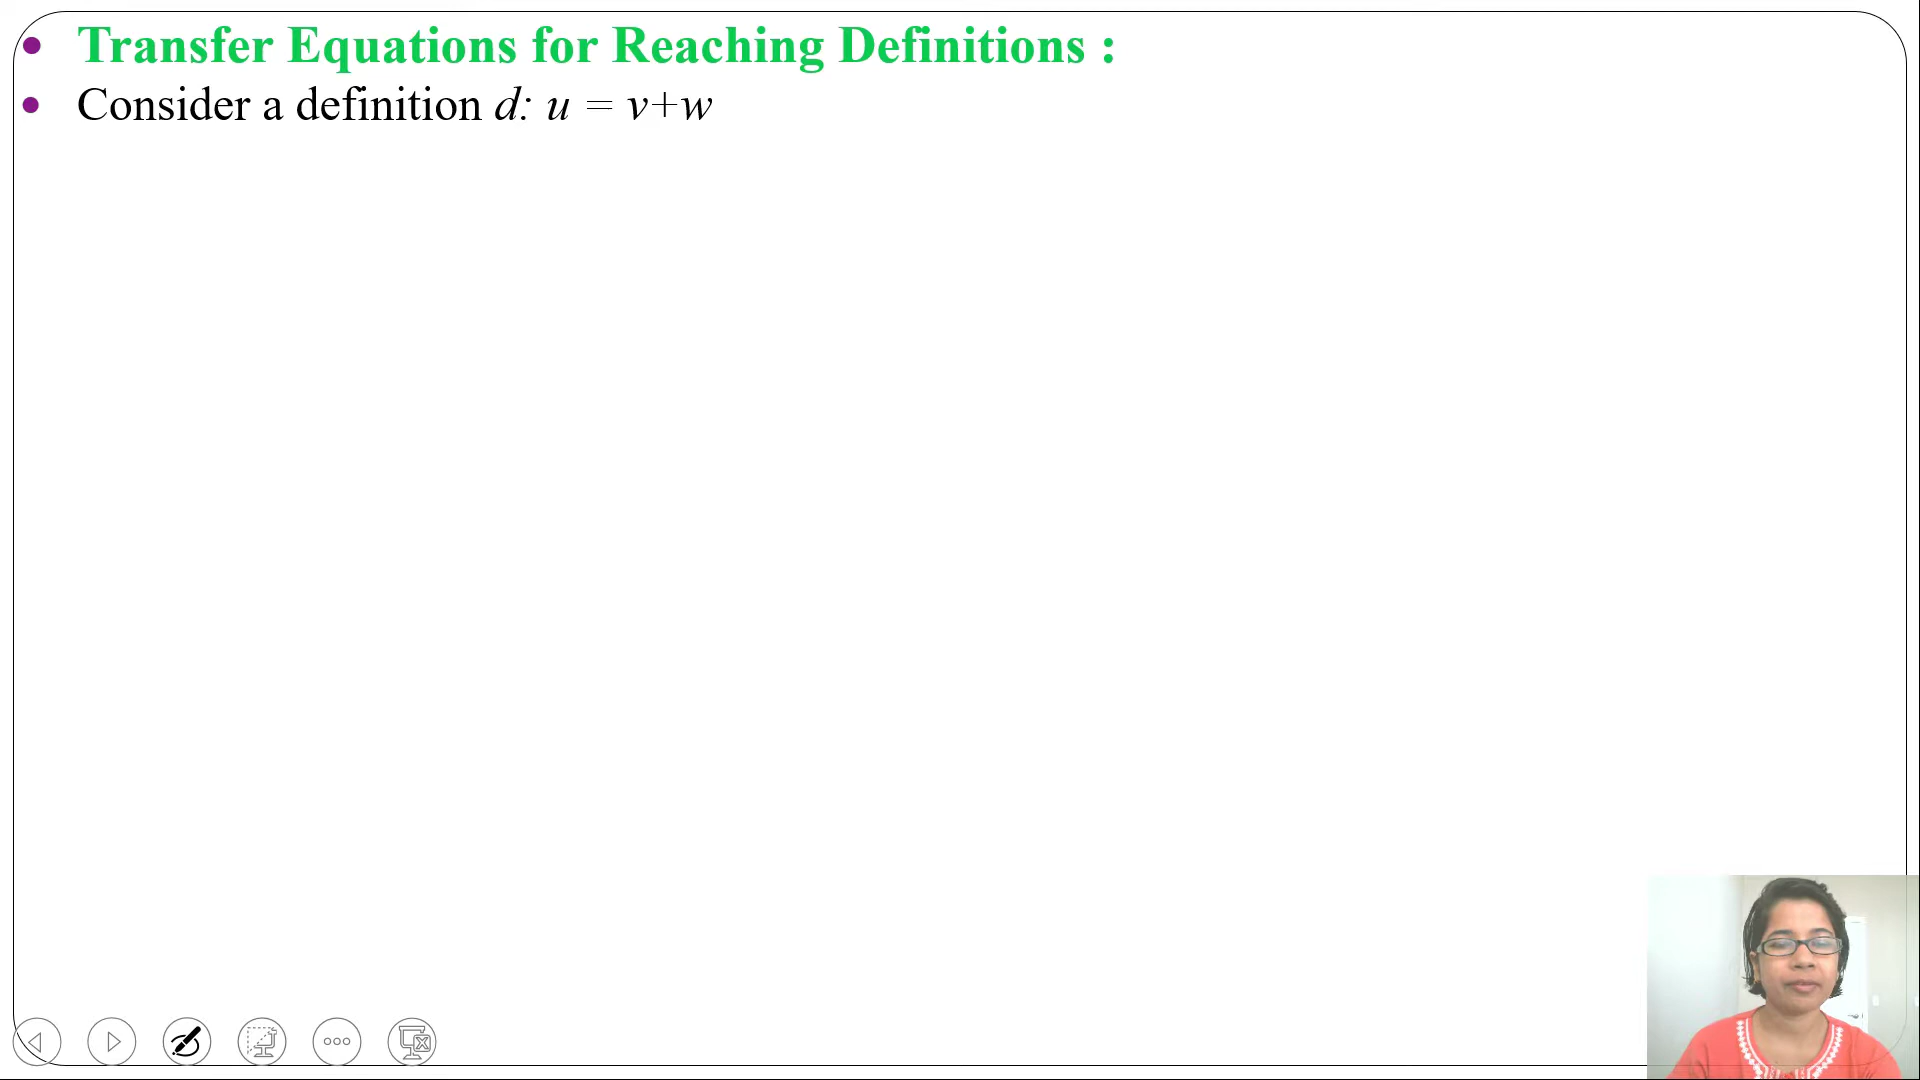 Transfer Equations for Reaching Definitions :
Consider a definition d: u = v+w